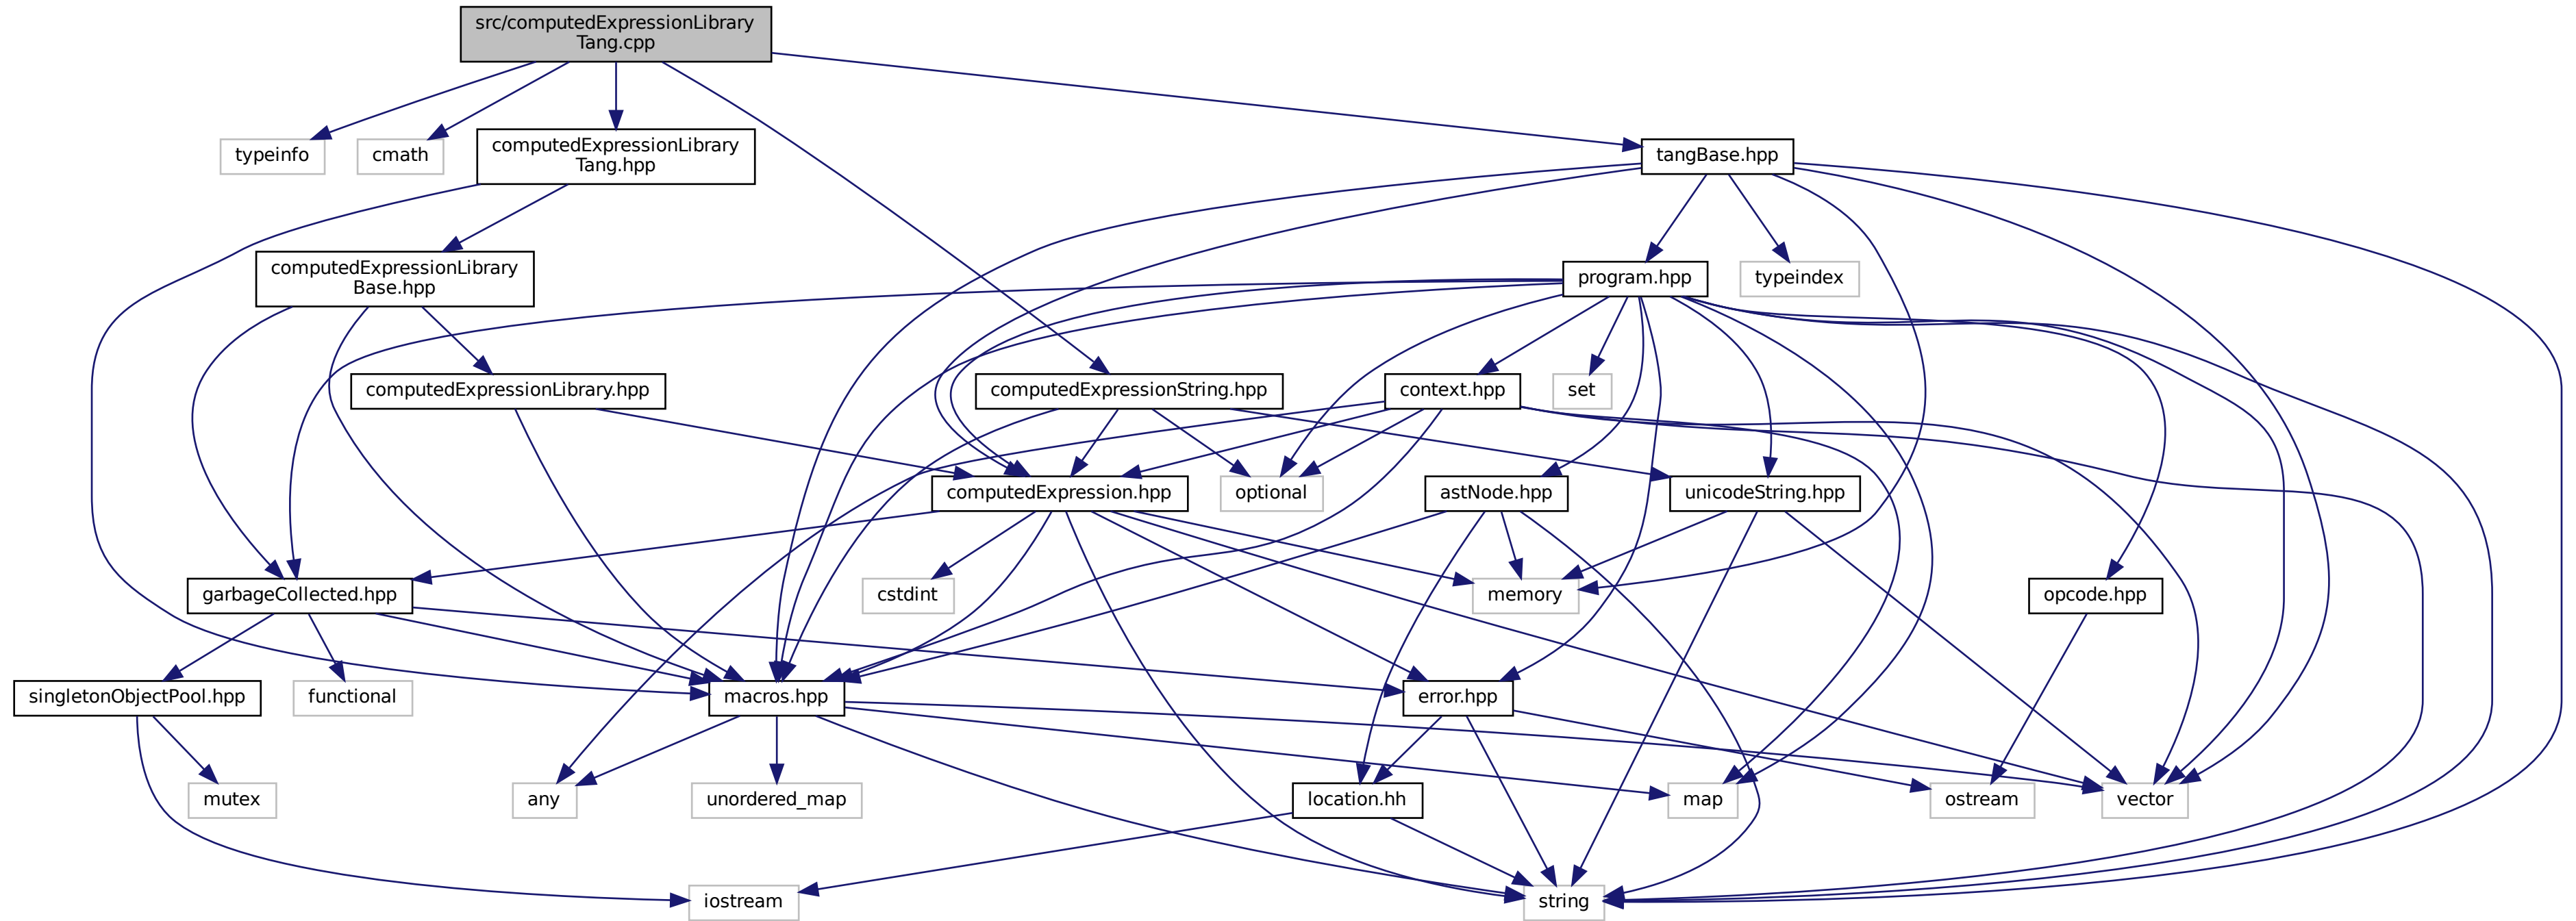 src/computedExpressionLibrary
Tang.cpp
typeinfo
cmath
computedExpressionLibrary
Tang.hpp
tangBase.hpp
computedExpressionLibrary
Base.hpp
program.hpp
typeindex
computedExpressionLibrary.hpp
computedExpressionString.hpp
context.hpp
set
computedExpression.hpp
optional
astNode.hpp
unicodeString.hpp
garbageCollected.hpp
cstdint
memory
opcode.hpp
singletonObjectPool.hpp
functional
macros.hpp
error.hpp
mutex
any
unordered_map
location.hh
map
ostream
vector
iostream
string